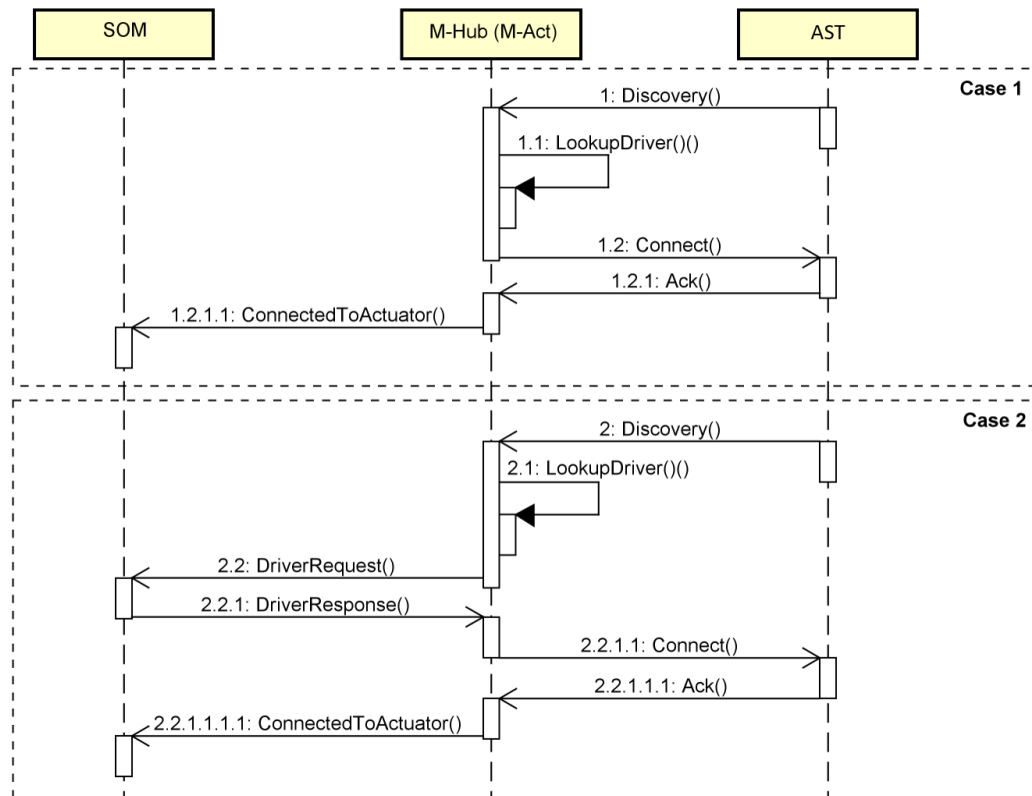 SOM
M-Hub (M-Act)
AST
Case 1
1: Discovery()
1.1: LookupDriver()()
1.2: Connect()
1.2.1: Ack()
1.2.1.1: ConnectedToActuator()
Case 2
2: Discovery()
2.1: LookupDriver()()
2.2: DriverRequest()
2.2.1: DriverResponse()
2.2.1.1: Connect()
2.2.1.1.1: Ack()
2.2.1.1.1.1: ConnectedToActuator()